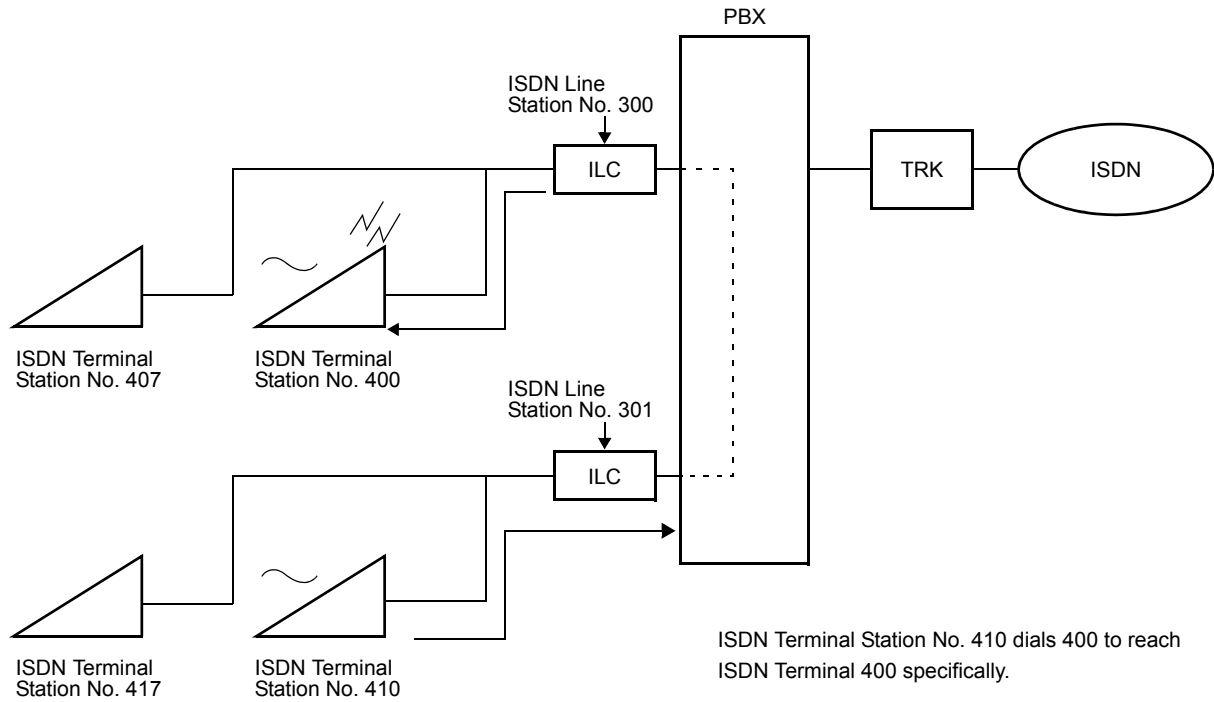 PBX
ISDN Line
Station No. 300
ILC
TRK
ISDN
ISDN Terminal
Station No. 407
ISDN Terminal
Station No. 400
ISDN Line
Station No. 301
ILC
ISDN Terminal
Station No. 417
ISDN Terminal
Station No. 410
ISDN Terminal Station No. 410 dials 400 to reach
ISDN Terminal 400 specifically.